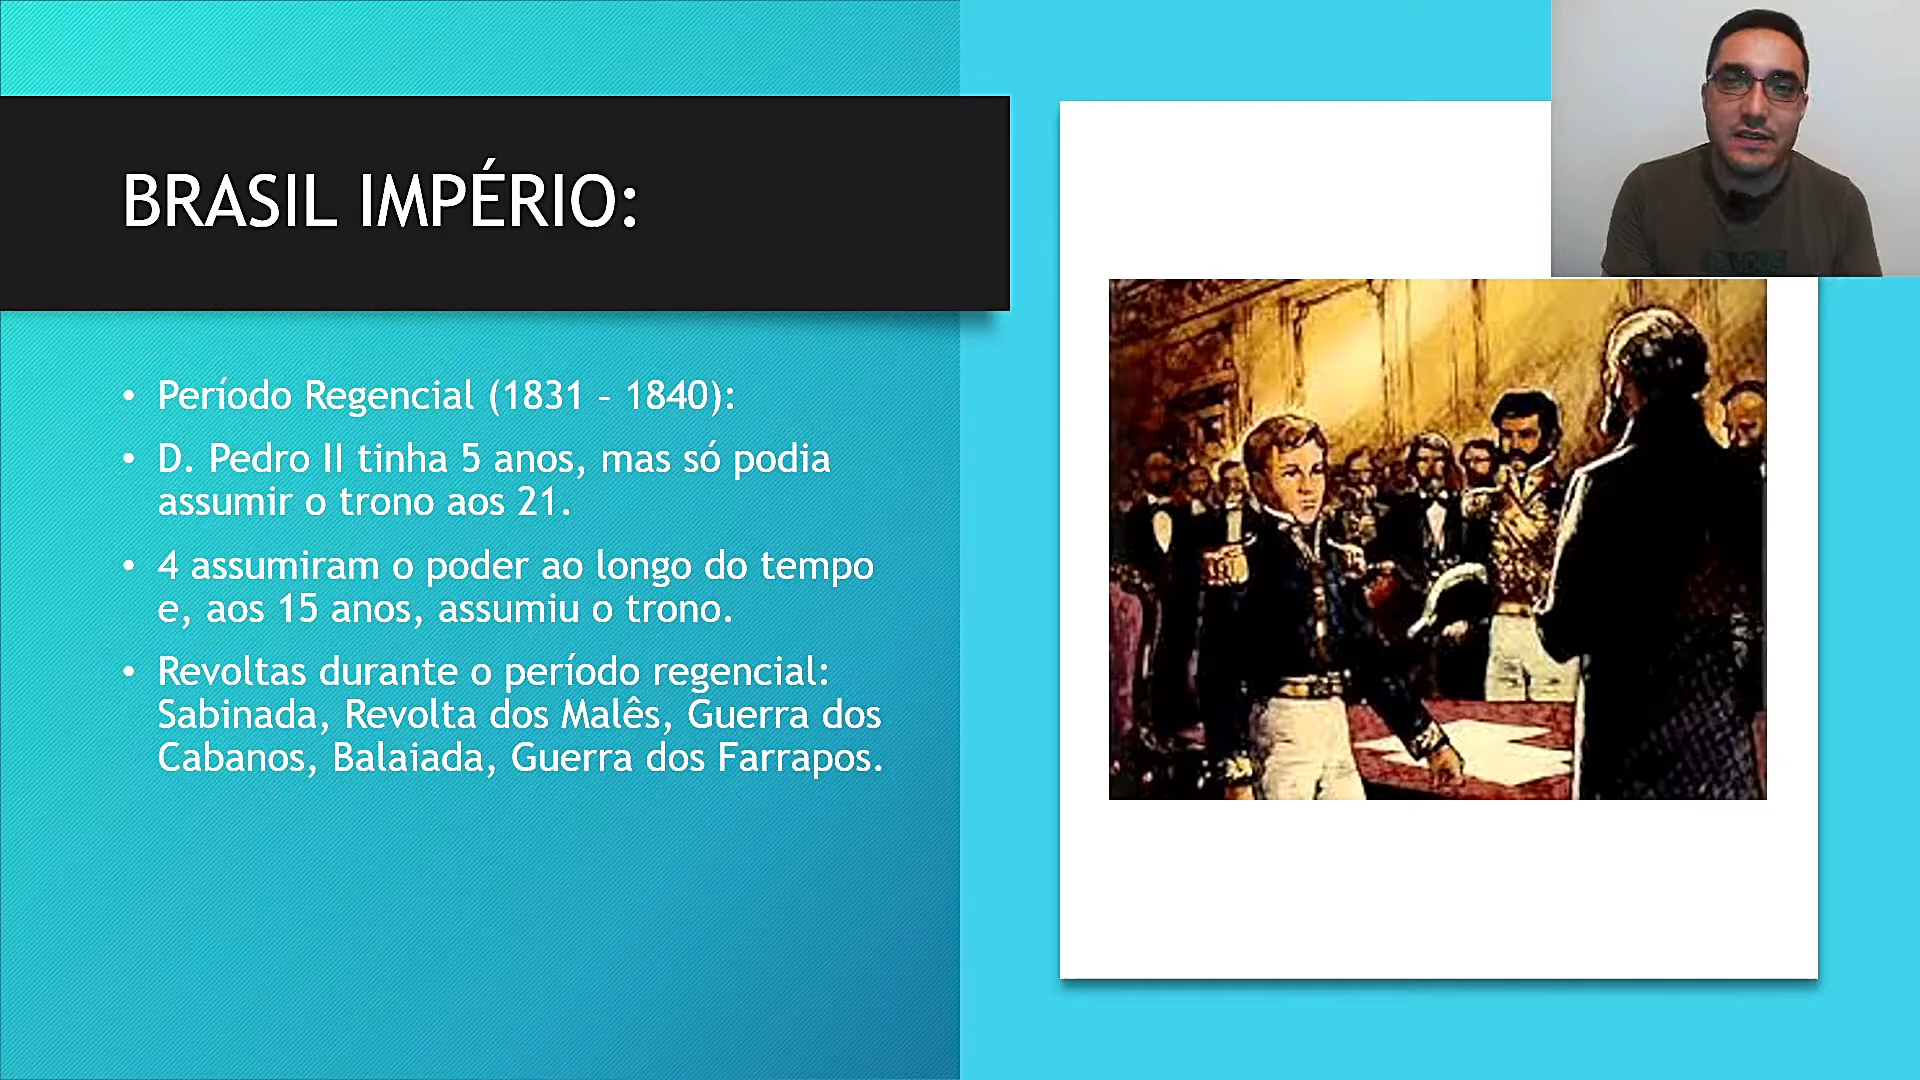 BRASIL IMPÉRIO:
• Período Regencial (1831 – 1840):
• D. Pedro II tinha 5 anos, mas só podia
assumir o trono aos 21.
• 4 assumiram o poder ao longo do tempo
e, aos 15 anos, assumiu o trono.
• Revoltas durante o período regencial:
Sabinada, Revolta dos Malês, Guerra dos
Cabanos, Balaiada, Guerra dos Farrapos.